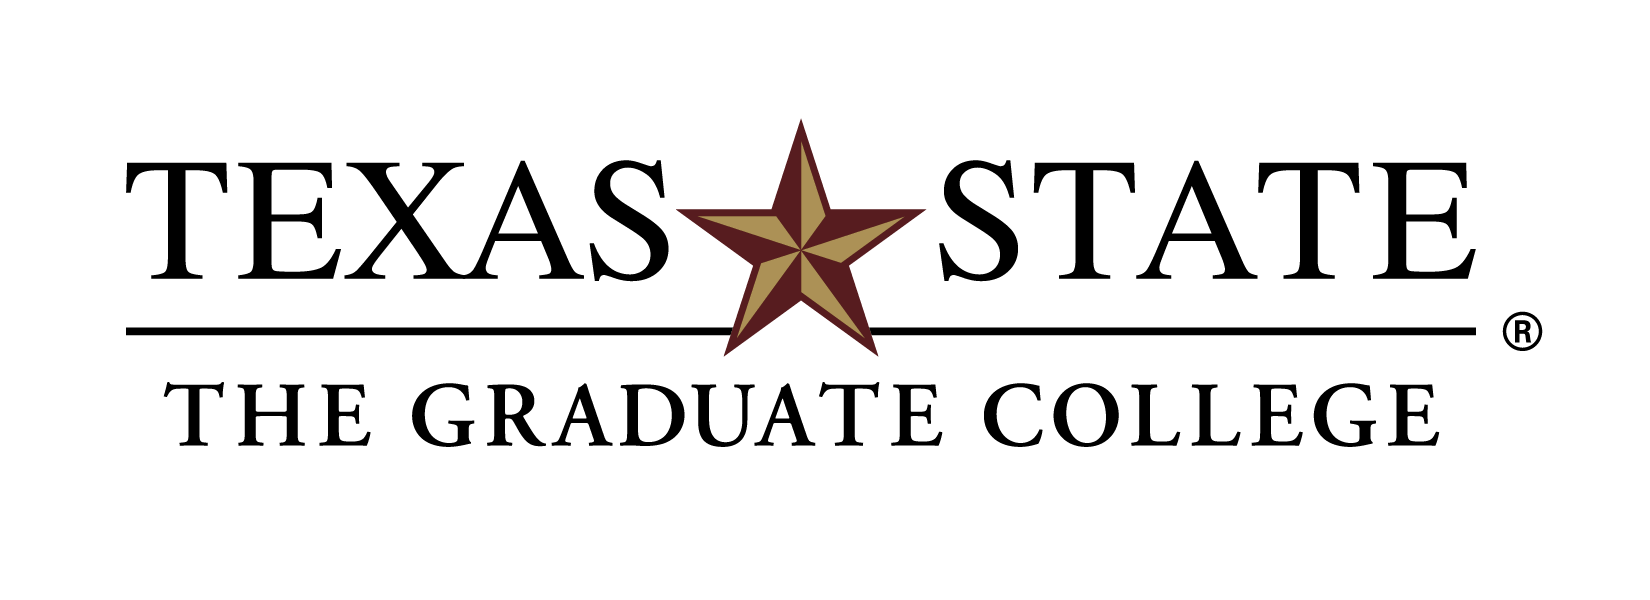 TEXAS STATE
®
THE GRADUATE COLLEGE